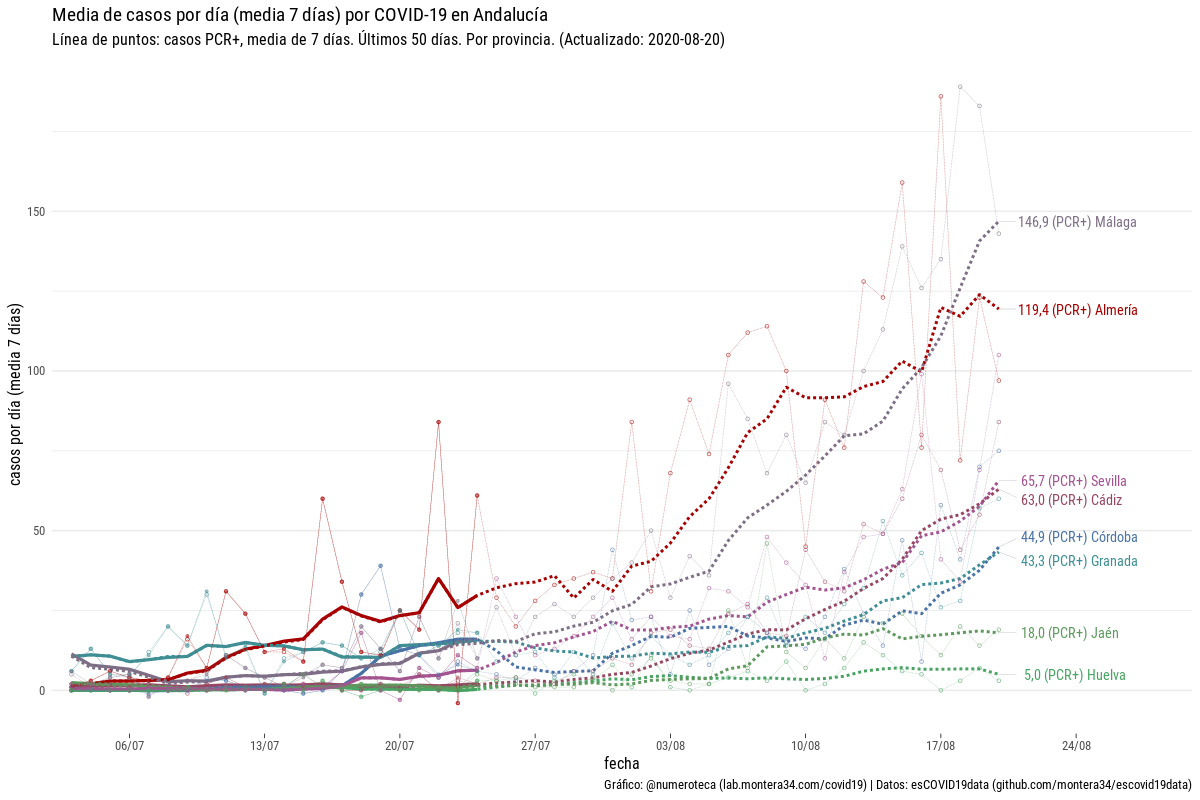 Media de casos por día (media 7 días) por COVID-19 en Andalucía
Línea de puntos: casos PCR+, media de 7 días. Últimos 50 días. Por provincia. (Actualizado: 2020-08-20)
casos por día (media 7 días)
150
100
50
0
146,9 (PCR+) Málaga
119,4 (PCR+) Almería
65,7 (PCR+) Sevilla
63,0 (PCR+) Cádiz
44,9 (PCR+) Córdoba
43,3 (PCR+) Granada
18,0 (PCR+) Jaén
5,0 (PCR+) Huelva
06/07 13/07 20/07 27/07 03/08 10/08 17/08 24/08
fecha
Gráfico: @numeroteca (lab.montera34.com/covid19) | Datos: esCOVID19data (github.com/montera34/escovid19data)